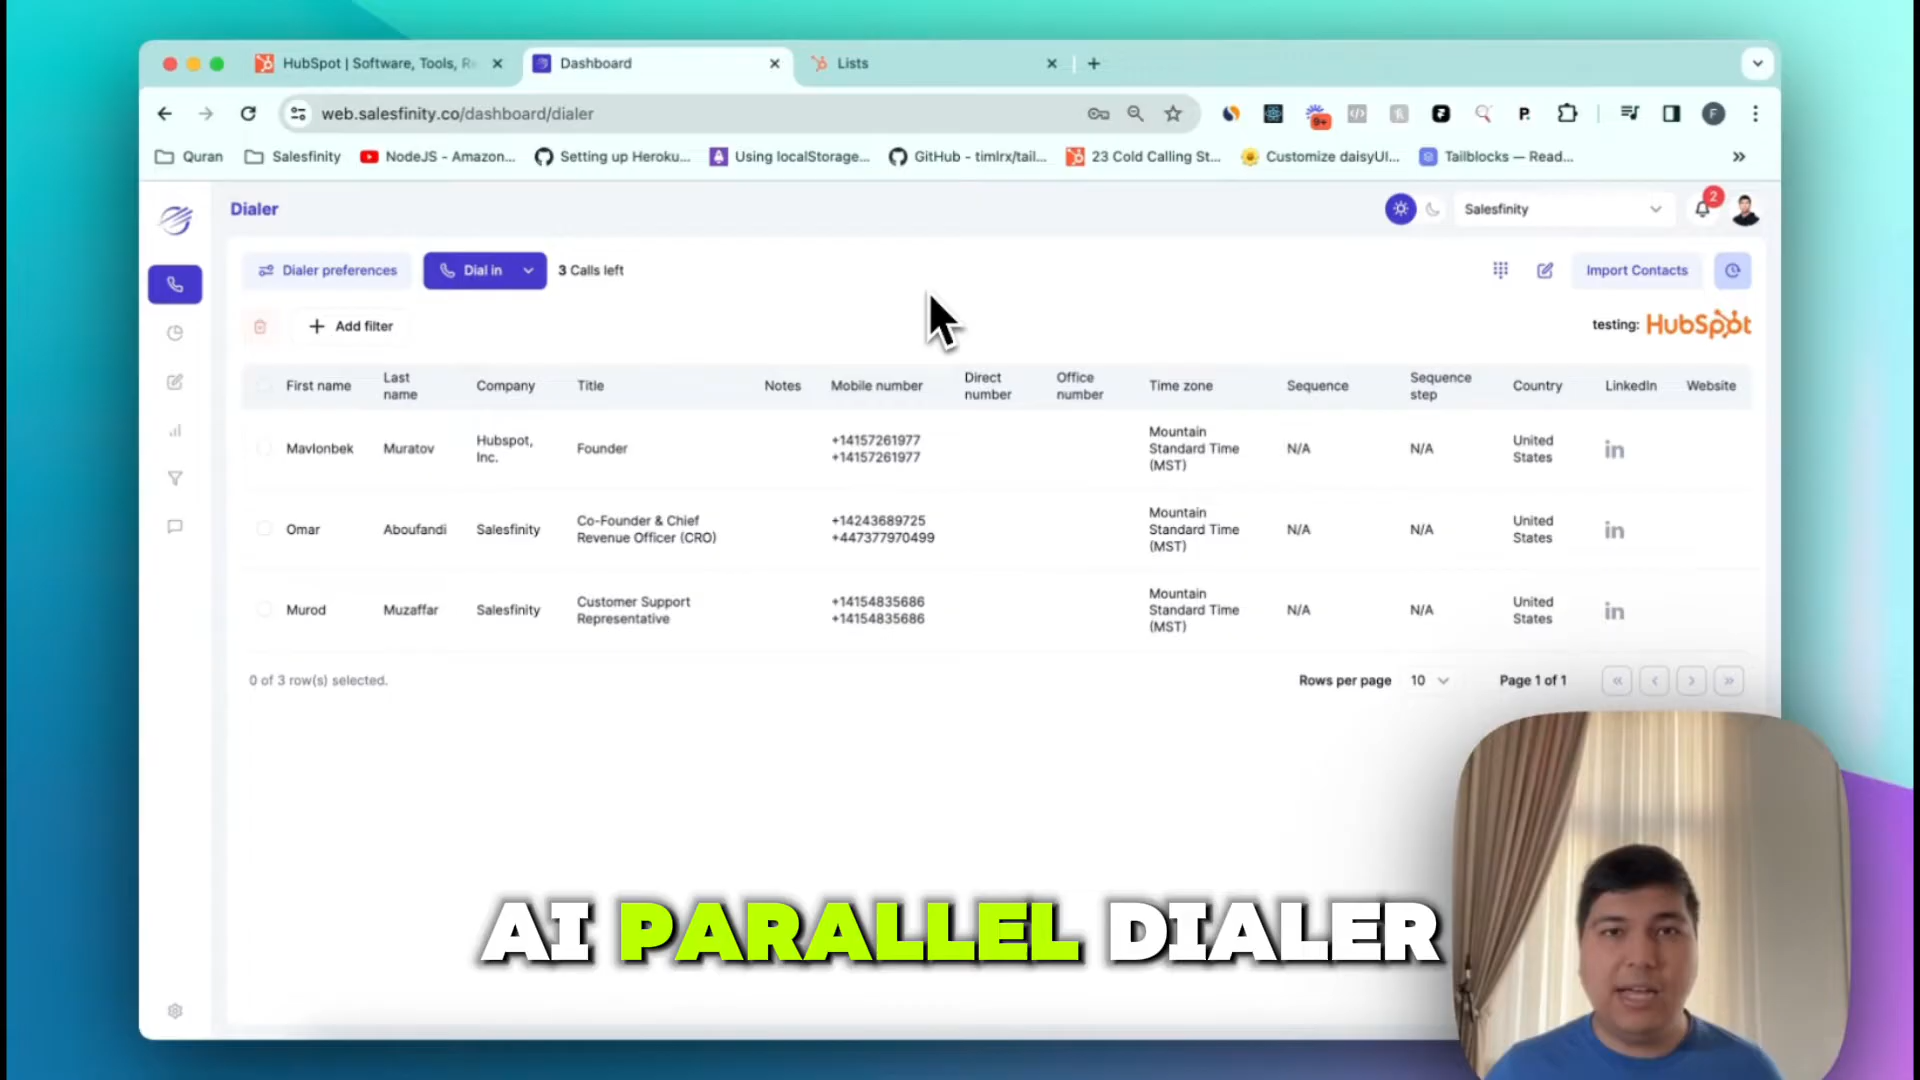 HubSpot | Software, Tools, Re
Dashboard
Lists
web.salesfinity.co/dashboard/dialer
9+
P.
F
Quran
Salesfinity
NodeJS - Amazon...
Setting up Heroku...
Using localStorage...
GitHub - timlrx/tail...
23 Cold Calling St...
Customize daisyUI...
Tailblocks — Read...
Dialer
Salesfinity
2
Dialer preferences
Dial in
3 Calls left
Import Contacts
Add filter
testing: HubSpot
First name
Last
name
Company
Title
Notes
Mobile number
Direct
number
Office
number
Time zone
Sequence
Sequence
step
Country
LinkedIn
Website
Mavlonbek
Muratov
Hubspot,
Inc.
Founder
+14157261977
+14157261977
Mountain
Standard Time
(MST)
N/A
N/A
United
States
in
Omar
Aboufandi
Salesfinity
Co-Founder & Chief
Revenue Officer (CRO)
+14243689725
+447377970499
Mountain
Standard Time
(MST)
N/A
N/A
United
States
in
Murod
Muzaffar
Salesfinity
Customer Support
Representative
+14154835686
+14154835686
Mountain
Standard Time
(MST)
N/A
N/A
United
States
in
0 of 3 row(s) selected.
Rows per page
10
Page 1 of 1
AI PARALLEL DIALER